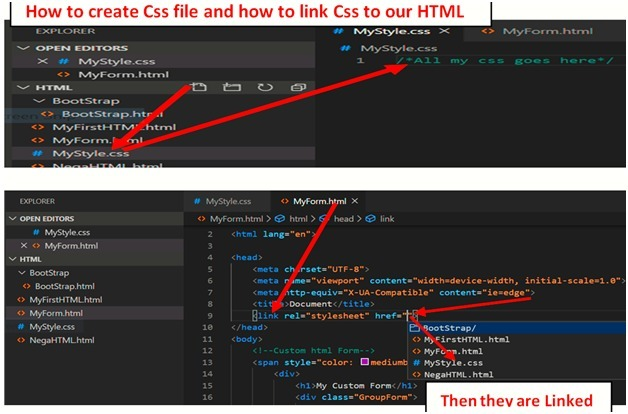 How to create Css file and how to link Css to our HTML
EXPLORER
OPEN EDITORS
MyStyle.css
MyForm.html
HTML
BootStrap
BootStrap.html
MyFirstHTML.html
MyForm.html
MyStyle.css
NegaHTML.html
MyStyle.css
MyForm.html
MyStyle.css
1 /*All my css goes here*/
EXPLORER
OPEN EDITORS
MyStyle.css
MyForm.html
HTML
BootStrap
BootStrap.html
MyFirstHTML.html
MyForm.html
MyStyle.css
NegaHTML.html
MyStyle.css
MyForm.html
MyForm.html > html > head > link
2 <html lang="en">
3
4 <head>
5 <meta charset="UTF-8">
6 <meta name="viewport" content="width=device-width, initial-scale=1.0">
7 <meta http-equiv="X-UA-Compatible" content="ie=edge">
8 <title>Document</title>
9 <link rel="stylesheet" href="
10 </head>
11 <body>
12 <!--Custom html Form-->
13 <span style="color: mediumb
14 <div>
15 <h1>My Custom Form</h1>
16 <div class="GroupForm">
BootStrap/
MyFirstHTML.html
MyForm.html
MyStyle.css
NegaHTML.html
Then they are Linked